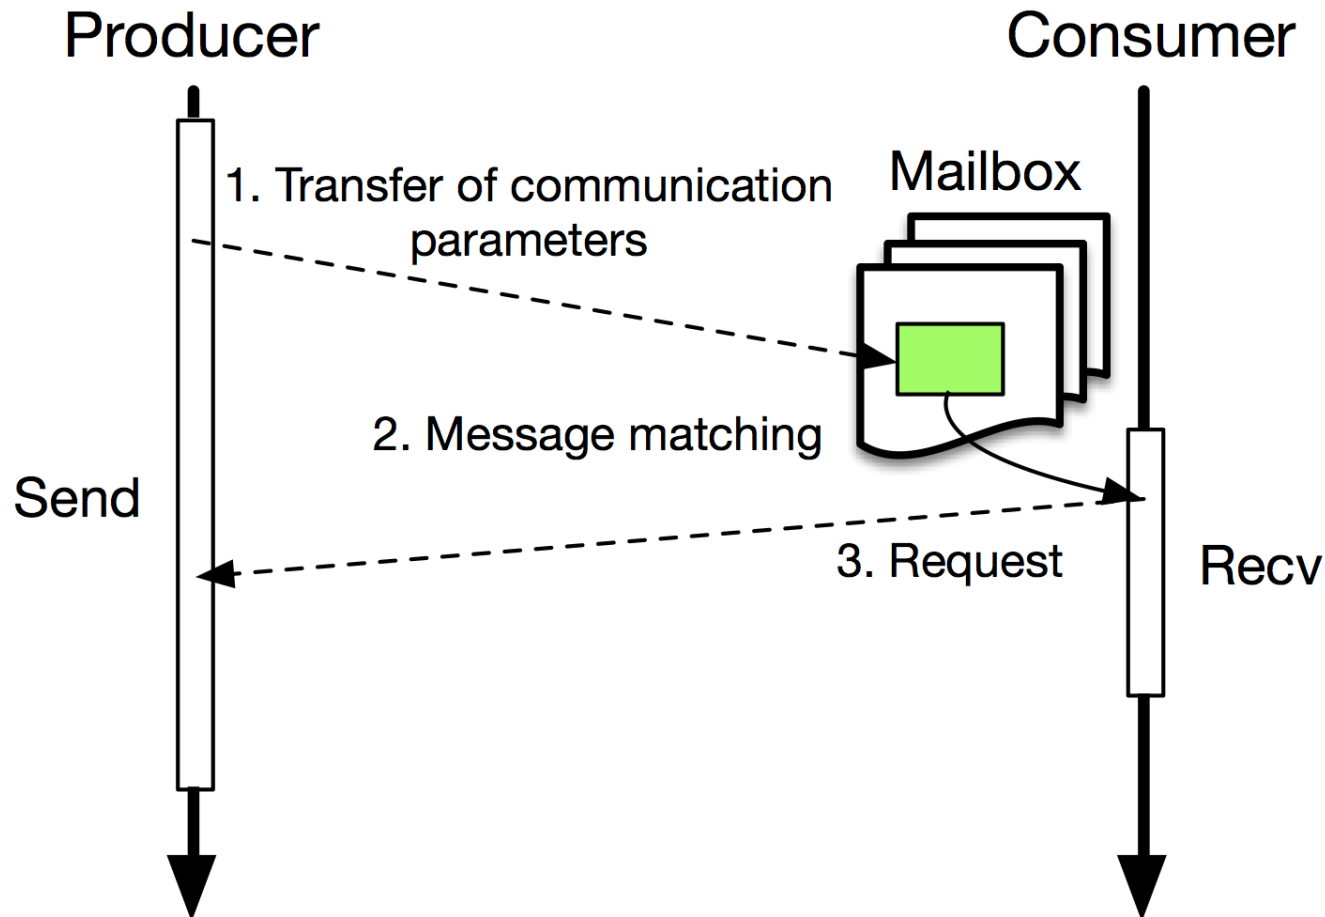 Producer
Consumer
1. Transfer of communication
parameters
Mailbox
2. Message matching
Send
3. Request
Recv